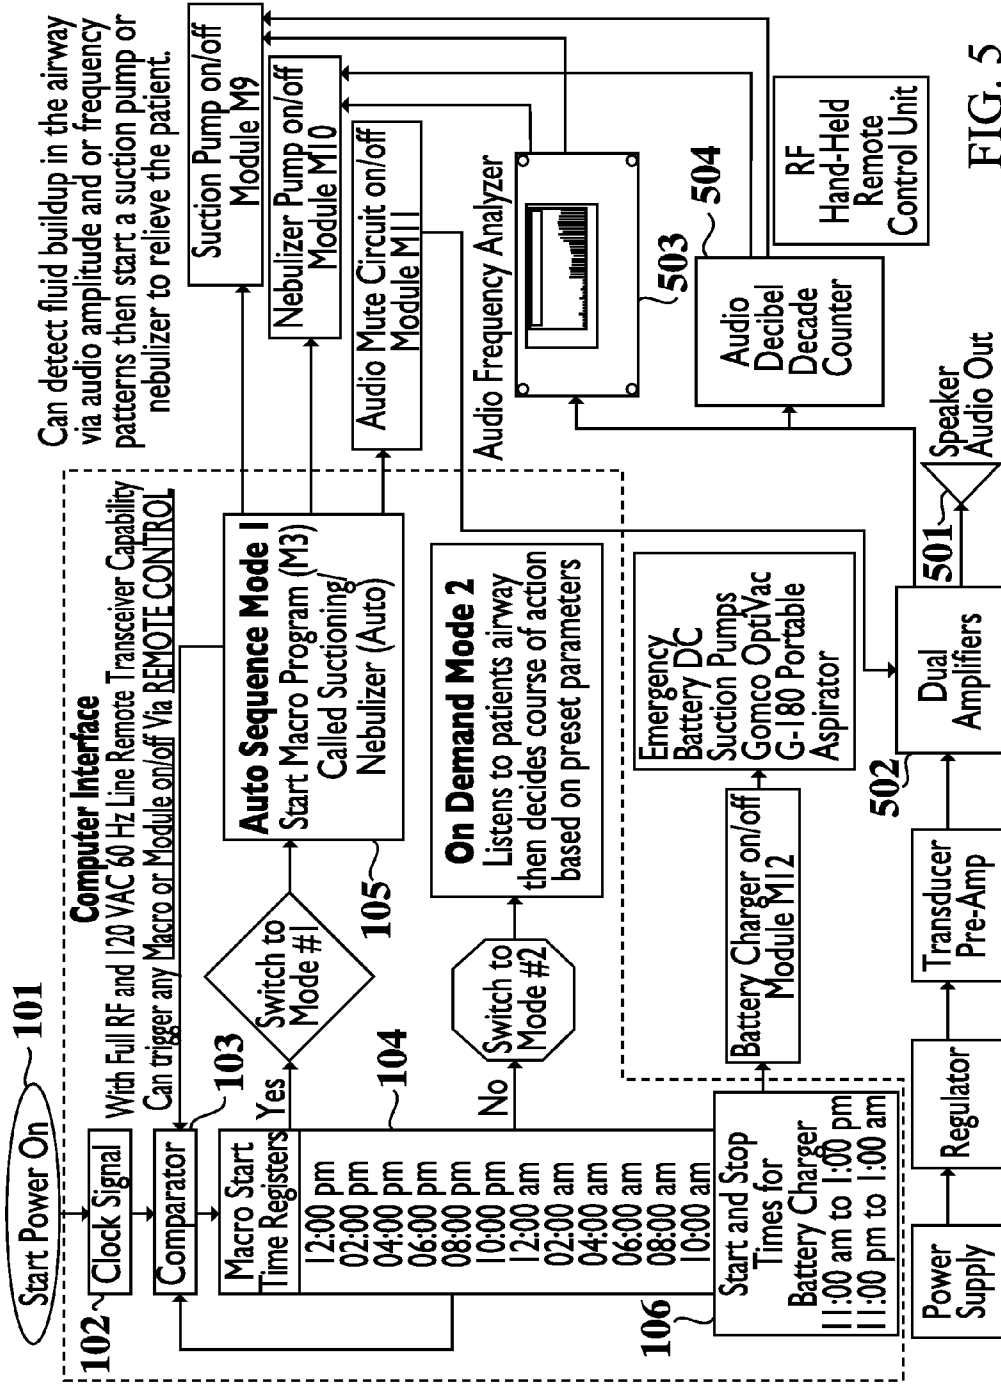 Start Power On
101
Computer Interface
With Full RF and 120 VAC 60 Hz Line Remote Transceiver Capability
Can trigger any Macro or Module on/off Via REMOTE CONTROL
Can detect fluid buildup in the airway
via audio amplitude and or frequency
patterns then start a suction pump or
nebulizer to relieve the patient.
Clock Signal
102
Comparator
103
Macro Start
Time Registers
12:00 pm
02:00 pm
04:00 pm
06:00 pm
08:00 pm
10:00 pm
12:00 am
02:00 am
04:00 am
06:00 am
08:00 am
10:00 am
104
Yes
Switch to
Mode #1
Auto Sequence Mode 1
Start Macro Program (M3)
Called Suctioning/
Nebulizer (Auto)
105
Suction Pump on/off
Module M9
Nebulizer Pump on/off
Module M10
Audio Mute Circuit on/off
Module M11
No
Switch to
Mode #2
On Demand Mode 2
Listens to patients airway
then decides course of action
based on preset parameters
Audio Frequency Analyzer
503
106
Start and Stop
Times for
Battery Charger
11:00 am to 1:00 pm
11:00 pm to 1:00 am
Battery Charger on/off
Module M12
Emergency
Battery DC
Suction Pumps
Gomco OptiVac
G-180 Portable
Aspirator
504
Audio
Decibel
Decade
Counter
RF
Hand-Held
Remote
Control Unit
Power
Supply
Regulator
Transducer
Pre-Amp
502
Dual
Amplifiers
501
Speaker
Audio Out
FIG. 5